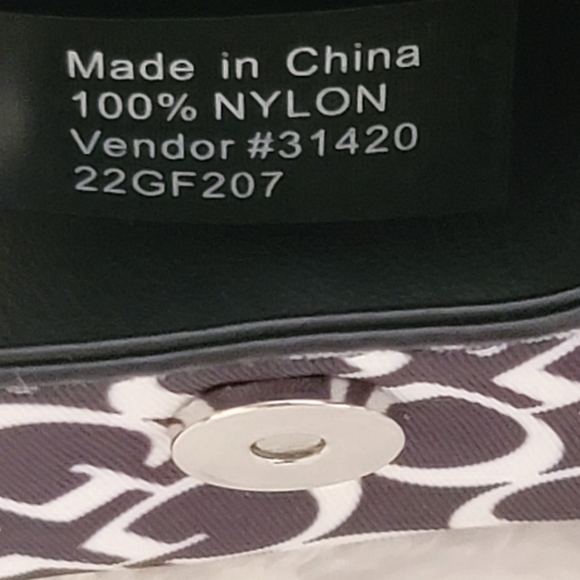 Made in China
100% NYLON
Vendor #31420
22GF207